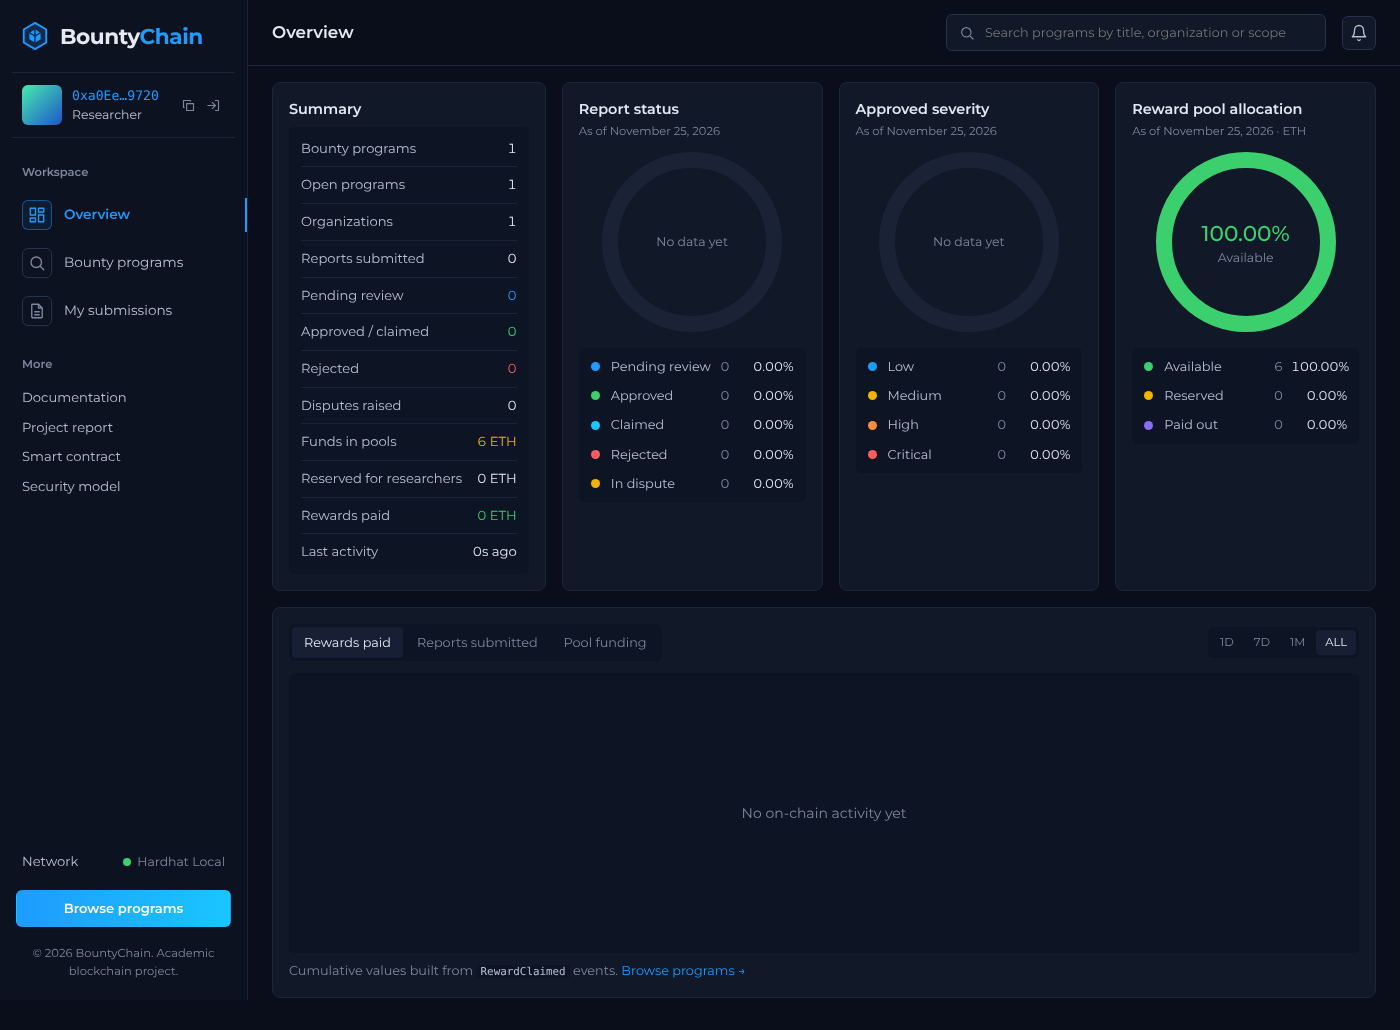 BountyChain
0xa0Ee…9720
Researcher
Workspace
Overview
Bounty programs
My submissions
More
Documentation
Project report
Smart contract
Security model
Network
Hardhat Local
Browse programs
© 2026 BountyChain. Academic
blockchain project.
Overview
Search programs by title, organization or scope
Summary
Bounty programs 1
Open programs 1
Organizations 1
Reports submitted 0
Pending review 0
Approved / claimed 0
Rejected 0
Disputes raised 0
Funds in pools 6 ETH
Reserved for researchers 0 ETH
Rewards paid 0 ETH
Last activity 0s ago
Report status
As of November 25, 2026
No data yet
Pending review 0 0.00%
Approved 0 0.00%
Claimed 0 0.00%
Rejected 0 0.00%
In dispute 0 0.00%
Approved severity
As of November 25, 2026
No data yet
Low 0 0.00%
Medium 0 0.00%
High 0 0.00%
Critical 0 0.00%
Reward pool allocation
As of November 25, 2026 · ETH
100.00%
Available
Available 6 100.00%
Reserved 0 0.00%
Paid out 0 0.00%
Rewards paid Reports submitted Pool funding
1D 7D 1M ALL
No on-chain activity yet
Cumulative values built from RewardClaimed events. Browse programs →